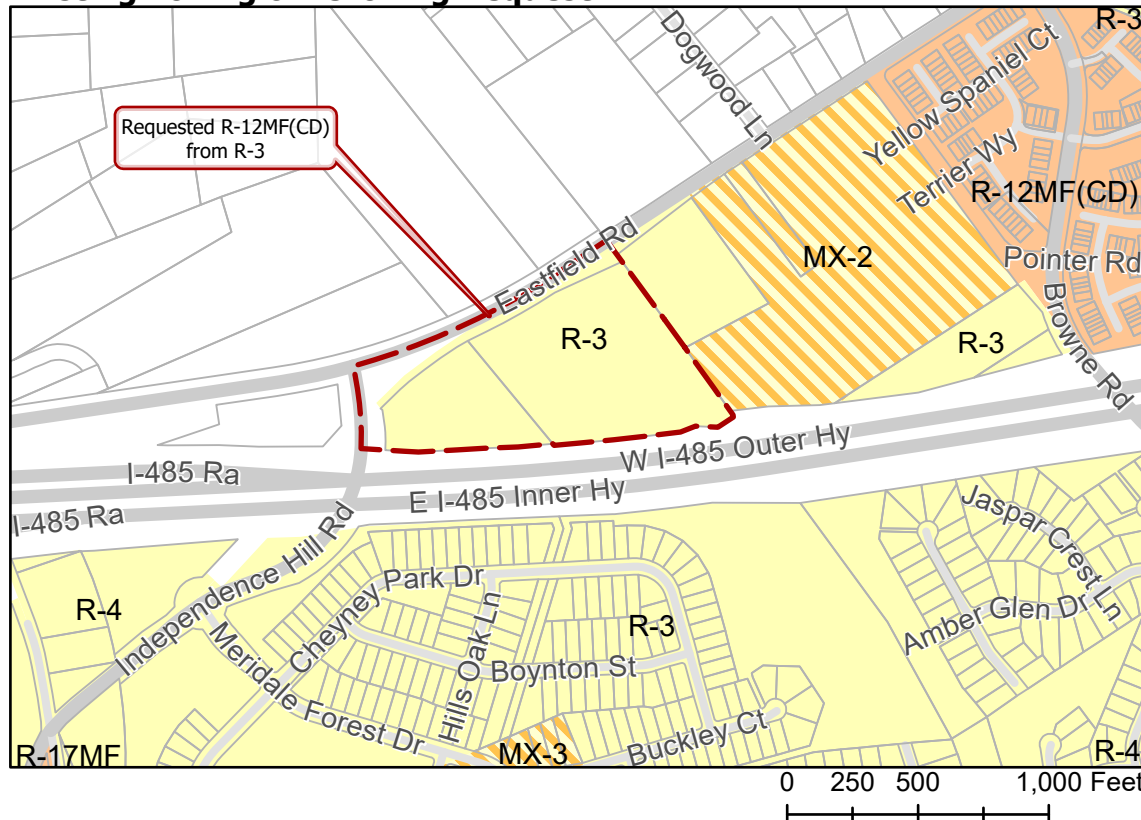 R-3
Dogwood Ln
Yellow Spaniel Ct
Requested R-12MF(CD)
from R-3
Terrier Wy
R-12MF(CD)
Eastfield Rd
MX-2
Pointer Rd
R-3
R-3
Browne Rd
W I-485 Outer Hy
I-485 Ra
E I-485 Inner Hy
I-485 Ra
Jaspar Crest Ln
Independence Hill Rd
Cheyney Park Dr
R-4
Hills Oak Ln
R-3
Amber Glen Dr
Meridale Forest Dr
Boynton St
Buckley Ct
R-17MF
MX-3
R-4
0 250 500 1,000 Feet